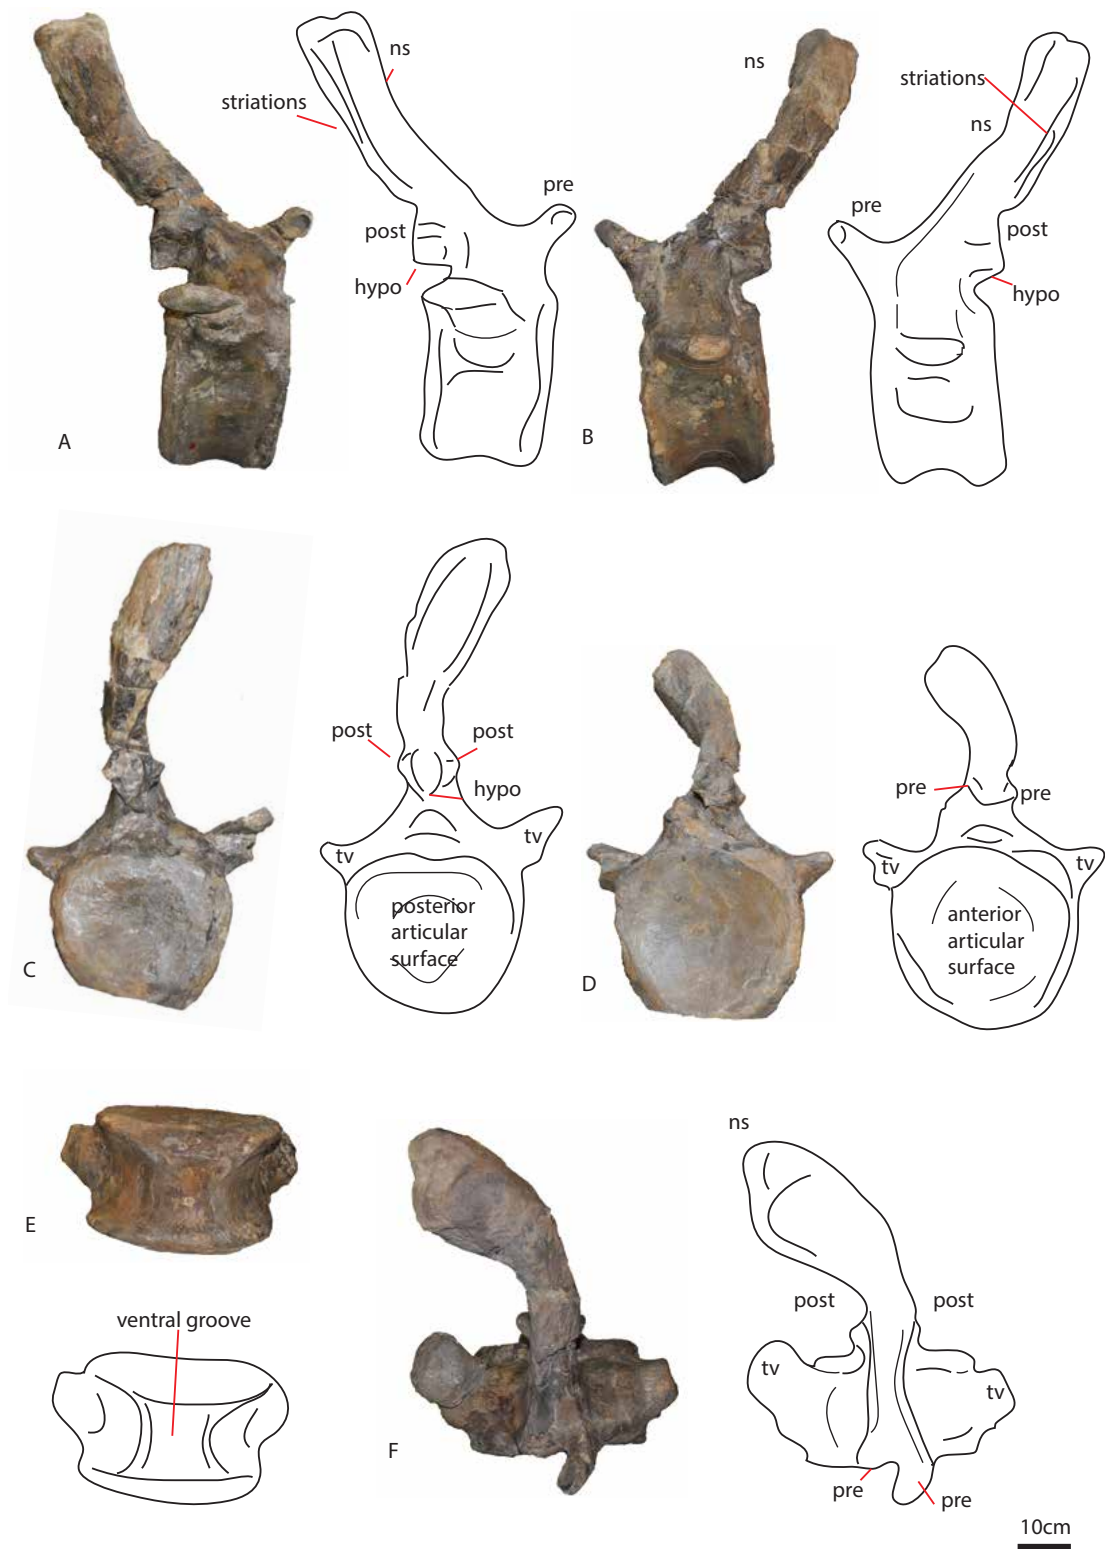 ns
striations
pre
post
hypo
A
ns
striations
ns
pre
post
hypo
B
post
post
hypo
tv
tv
posterior
articular
surface
C
pre
pre
tv
tv
anterior
articular
surface
D
E
ventral groove
ns
post
post
tv
tv
F
pre
pre
10cm